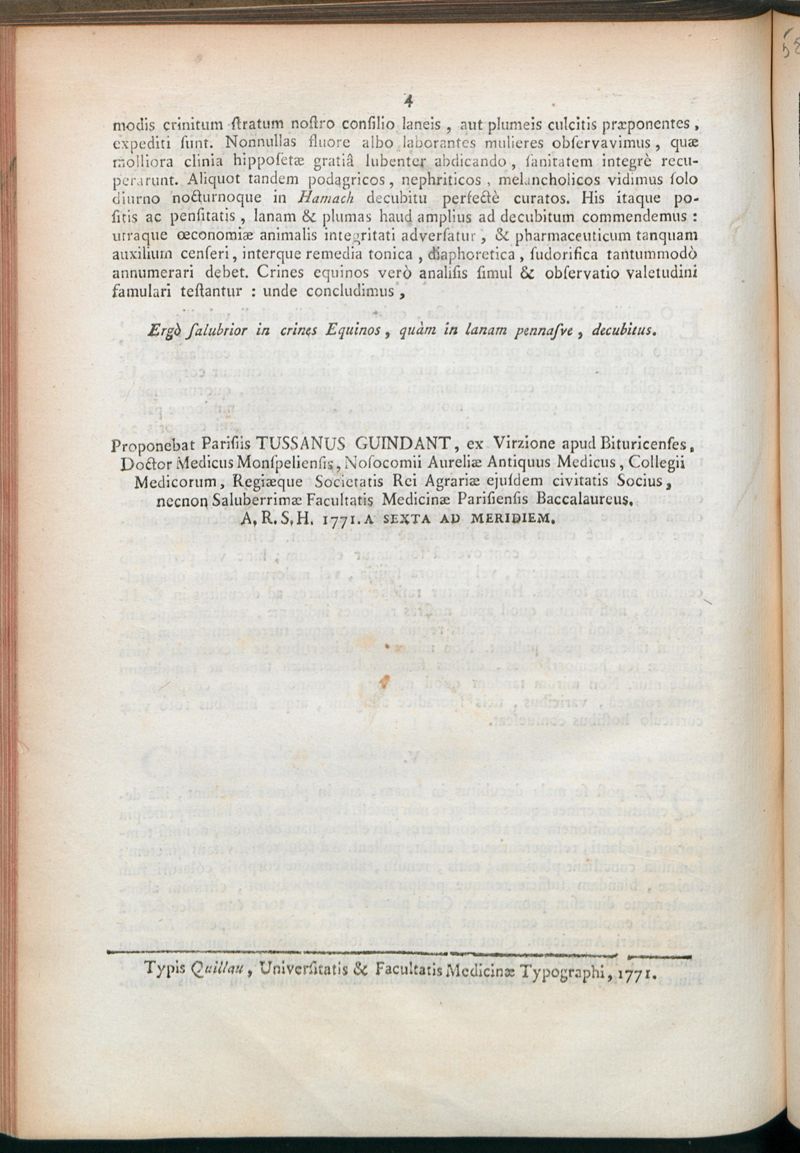 4
modis crinitum ſtratum noſtro conſilio laneis, aut plumeis culcitis præponentes,
expediti ſunt. Nonnullas fluore albo laborantes mulieres obſervavimus, quæ
molliora clinia hippoſetæ gratiâ lubenter abdicando, ſanitatem integrè recu-
perarunt. Aliquot tandem podagricos, nephriticos, melancholicos vidimus ſolo
diurno nocturnoque in Hamach decubitu perfectè curatos. His itaque po-
ſitis ac penſitatis, lanam & plumas haud amplius ad decubitum commendemus :
utraque œconomiæ animalis integritati adverſatur, & pharmaceuticum tanquam
auxilium cenſeri, interque remedia tonica, diaphoretica, ſudorifica tantummodò
annumerari debet. Crines equinos verò analiſis ſimul & obſervatio valetudini
famulari teſtantur : unde concludimus,
Ergò ſalubrior in crines Equinos, quàm in lanam pennaſve, decubitus.
Proponebat Pariſiis TUSSANUS GUINDANT, ex Virzione apud Bituricenſes,
Doctor Medicus Monſpelienſis, Noſocomii Aureliæ Antiquus Medicus, Collegii
Medicorum, Regiæque Societatis Rei Agrariæ ejuſdem civitatis Socius,
necnon Saluberrimæ Facultatis Medicinæ Pariſienſis Baccalaureus.
A. R. S. H. 1771. A SEXTA AD MERIDIEM.
Typis Quillau, Univerſitatis & Facultatis Medicinæ Typographi, 1771.